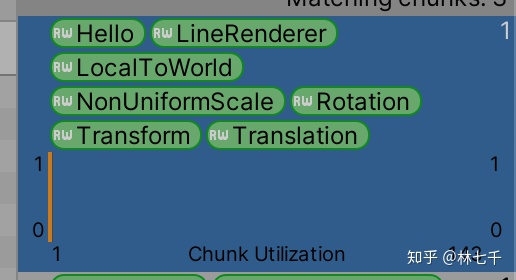 Matching chunks: 3
RW Hello RW LineRenderer 1
RW LocalToWorld
RW NonUniformScale RW Rotation
RW Transform RW Translation
1 1
0 0
1 Chunk Utilization
知乎 @林七千